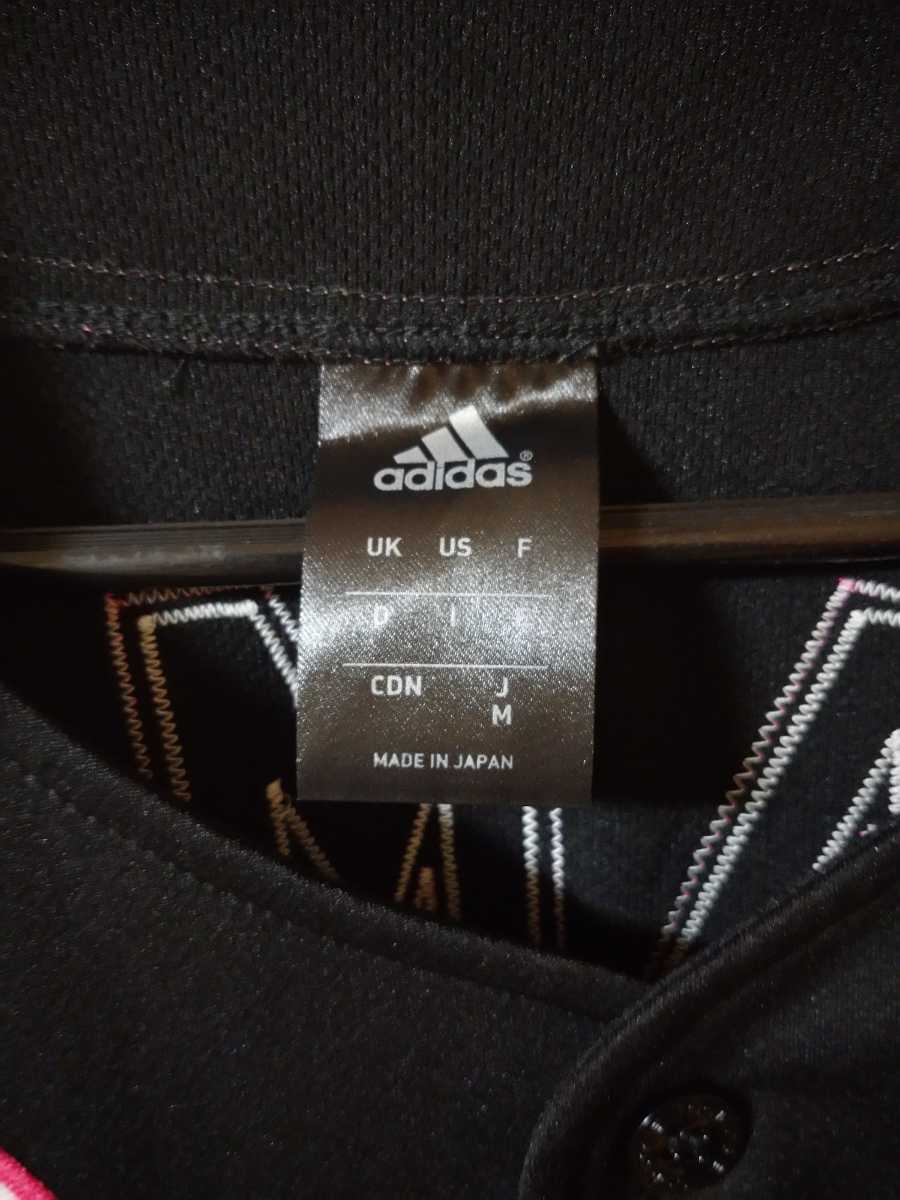 adidas®
UK US F
D I E
CDN J
M
MADE IN JAPAN